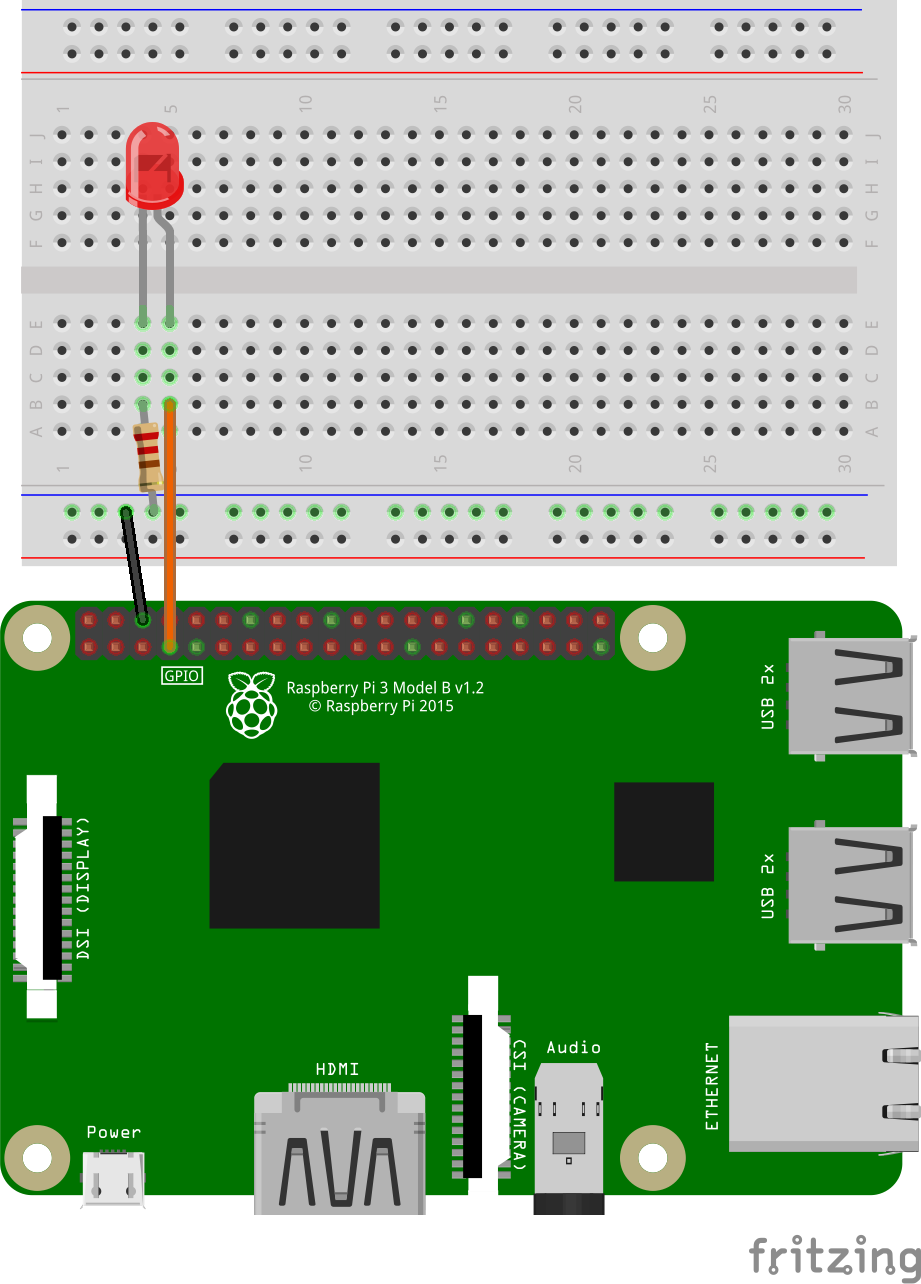 1 5 10 15 20 25 30
J J
I I
H H
G G
F F
E E
D D
C C
B B
A A
1 10 15 20 25 30
GPIO
Raspberry Pi 3 Model B v1.2
© Raspberry Pi 2015
USB 2x
DSI (DISPLAY)
USB 2x
CSI (CAMERA)
Audio
ETHERNET
HDMI
Power
fritzing